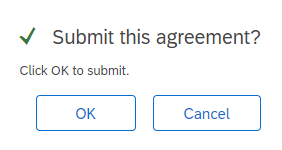 Submit this agreement?
Click OK to submit.
OK Cancel